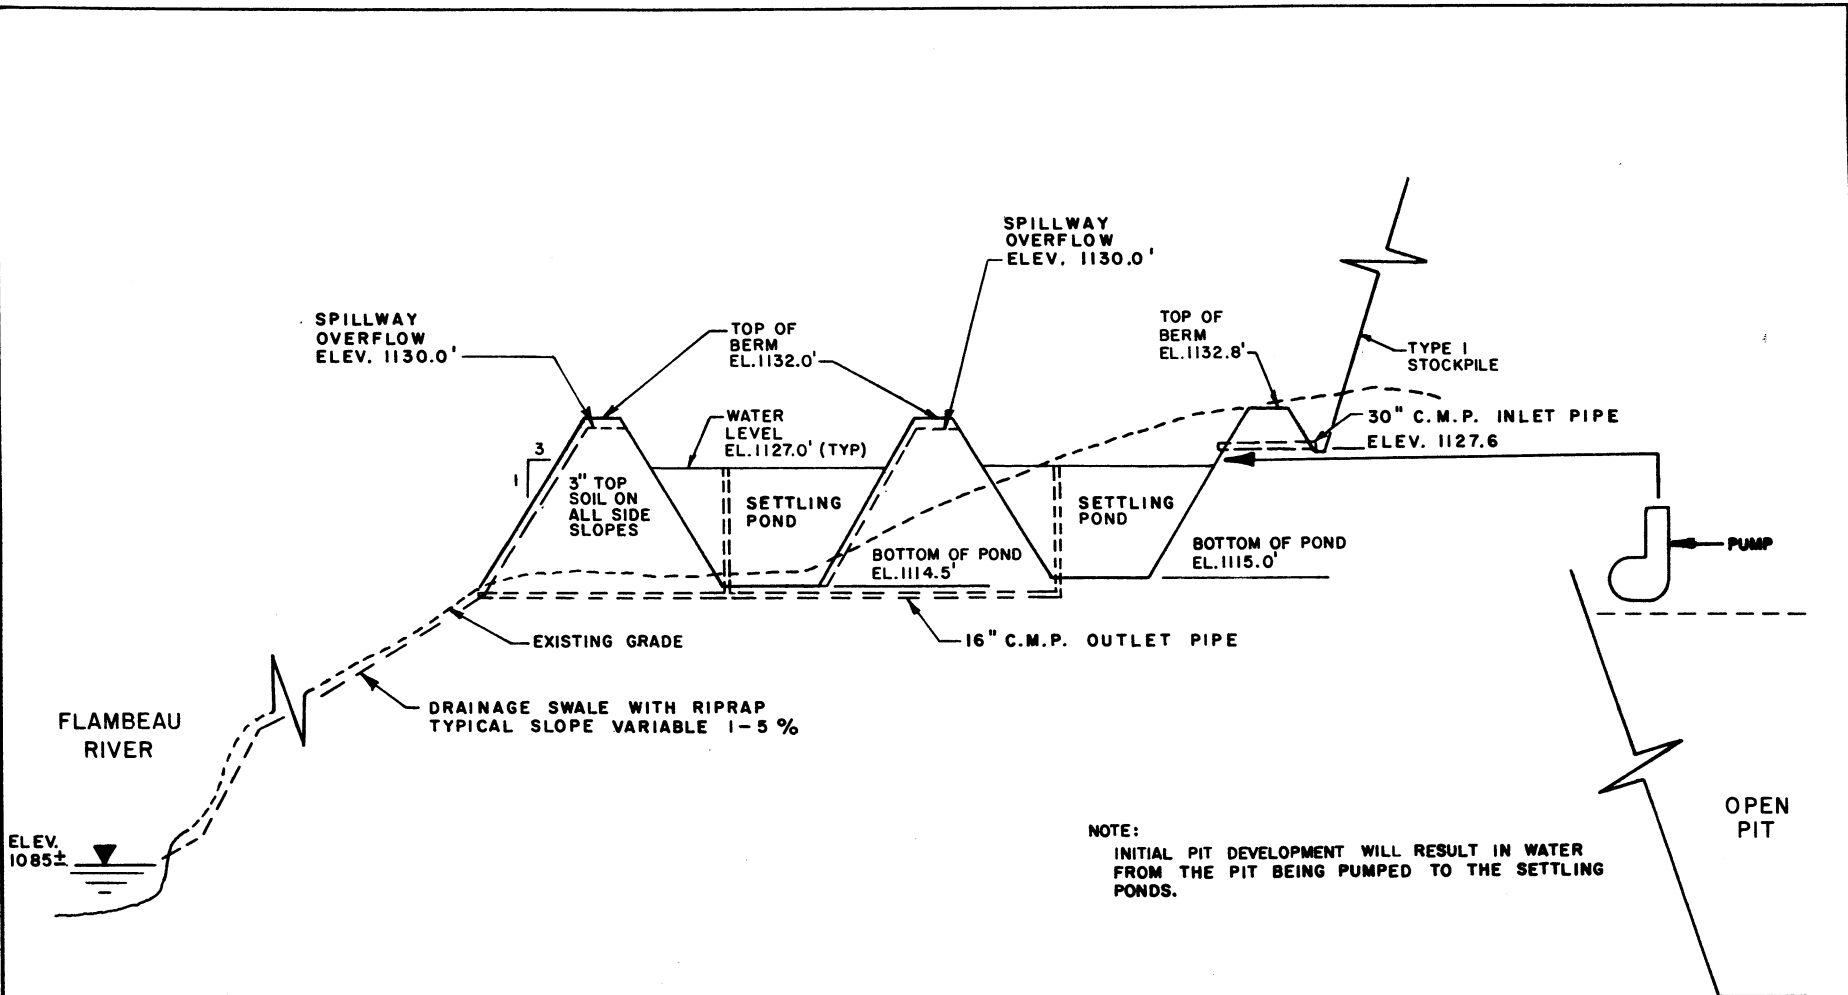 SPILLWAY
OVERFLOW
ELEV. 1130.0'
SPILLWAY
OVERFLOW
ELEV. 1130.0'
TOP OF
BERM
EL.1132.0'
TOP OF
BERM
EL.1132.8'
TYPE I
STOCKPILE
WATER
LEVEL
EL.1127.0' (TYP)
30" C.M.P. INLET PIPE
ELEV. 1127.6
3
1
3" TOP
SOIL ON
ALL SIDE
SLOPES
SETTLING
POND
SETTLING
POND
BOTTOM OF POND
EL.1114.5'
BOTTOM OF POND
EL.1115.0'
PUMP
EXISTING GRADE
16" C.M.P. OUTLET PIPE
DRAINAGE SWALE WITH RIPRAP
TYPICAL SLOPE VARIABLE 1-5 %
FLAMBEAU
RIVER
ELEV.
1085±
OPEN
PIT
NOTE:
INITIAL PIT DEVELOPMENT WILL RESULT IN WATER
FROM THE PIT BEING PUMPED TO THE SETTLING
PONDS.